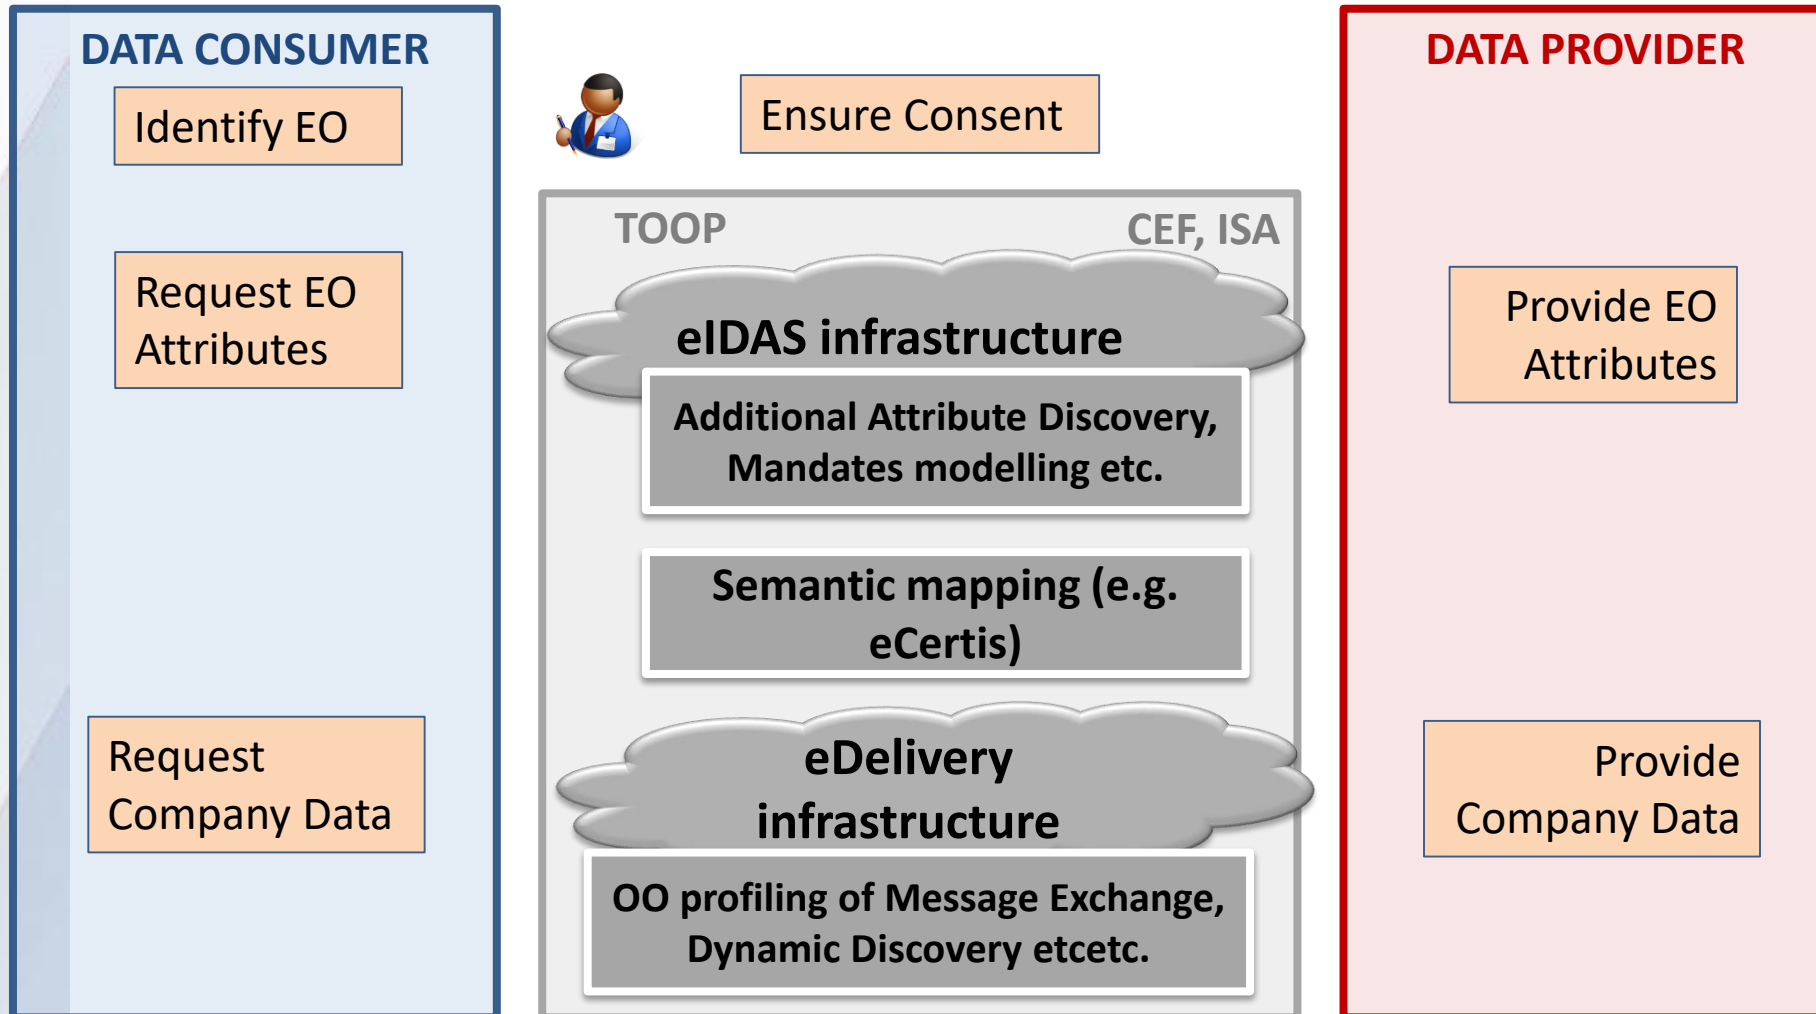 DATA CONSUMER
Identify EO
Request EO
Attributes
Request
Company Data
Ensure Consent
TOOP
CEF, ISA
eIDAS infrastructure
Additional Attribute Discovery,
Mandates modelling etc.
Semantic mapping (e.g.
eCertis)
eDelivery
infrastructure
OO profiling of Message Exchange,
Dynamic Discovery etcetc.
DATA PROVIDER
Provide EO
Attributes
Provide
Company Data